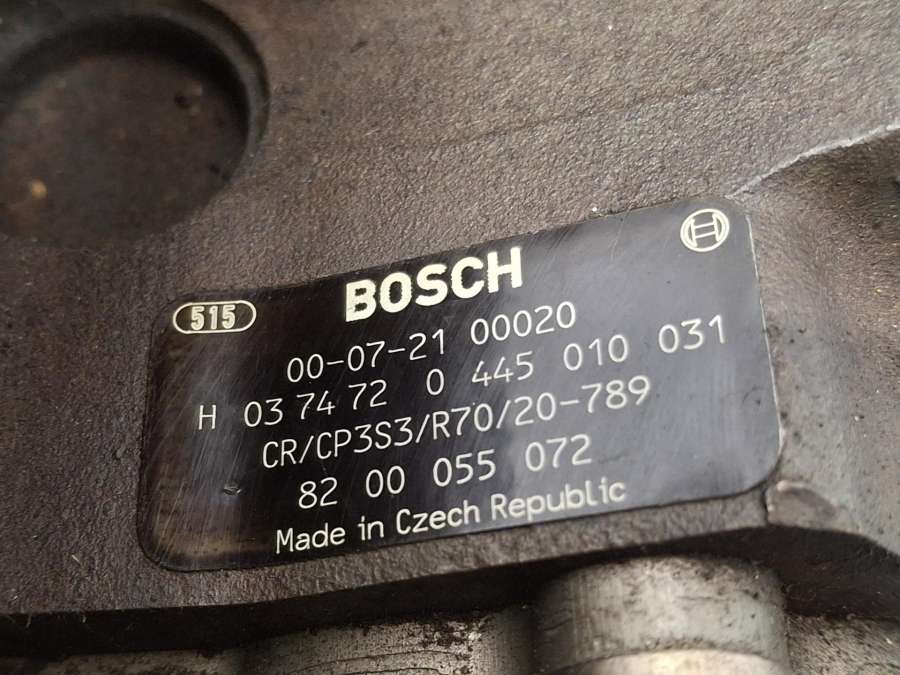 BOSCH
515
00-07-21 00020
H 03 74 72 0 445 010 031
CR/CP3S3/R70/20-789
82 00 055 072
Made in Czech Republic